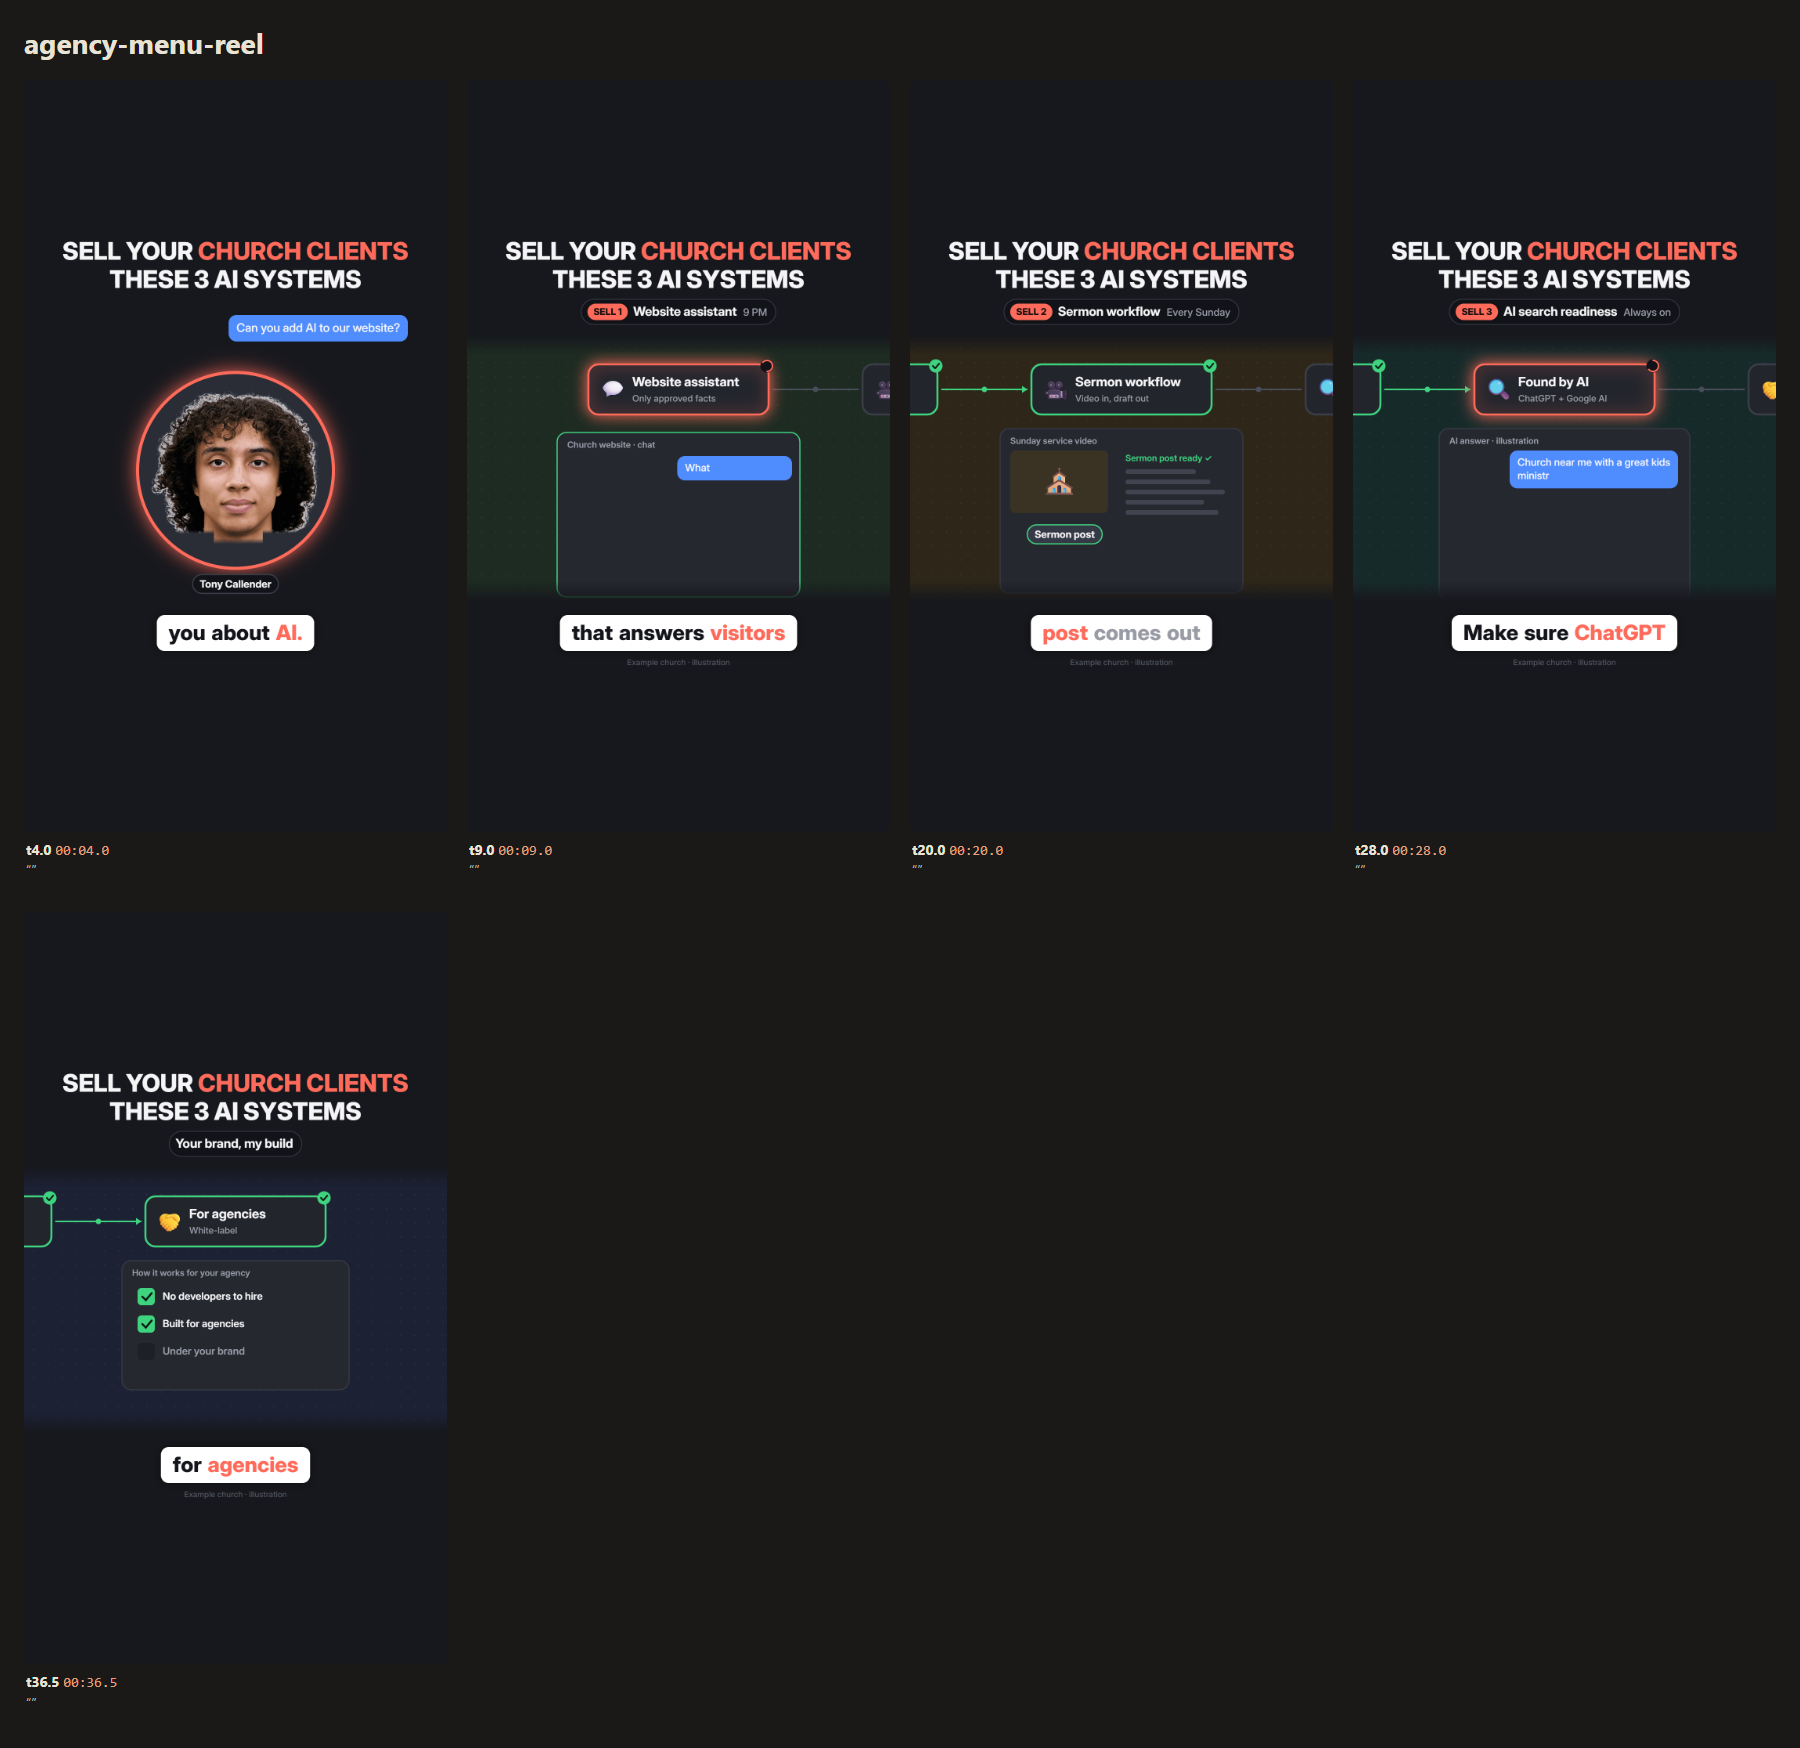 agency-menu-reel
SELL YOUR CHURCH CLIENTS
THESE 3 AI SYSTEMS
Can you add AI to our website?
Tony Callender
you about AI.
t4.0 00:04.0
“”
SELL YOUR CHURCH CLIENTS
THESE 3 AI SYSTEMS
SELL 1 Website assistant 9 PM
Website assistant
Only approved facts
Church website · chat
What
that answers visitors
Example church · illustration
t9.0 00:09.0
“”
SELL YOUR CHURCH CLIENTS
THESE 3 AI SYSTEMS
SELL 2 Sermon workflow Every Sunday
Sermon workflow
Video in, draft out
Sunday service video
Sermon post ready ✓
Sermon post
post comes out
Example church · illustration
t20.0 00:20.0
“”
SELL YOUR CHURCH CLIENTS
THESE 3 AI SYSTEMS
SELL 3 AI search readiness Always on
Found by AI
ChatGPT + Google AI
AI answer · illustration
Church near me with a great kids
ministr
Make sure ChatGPT
Example church · illustration
t28.0 00:28.0
“”
SELL YOUR CHURCH CLIENTS
THESE 3 AI SYSTEMS
Your brand, my build
For agencies
White-label
How it works for your agency
No developers to hire
Built for agencies
Under your brand
for agencies
Example church · illustration
t36.5 00:36.5
“”